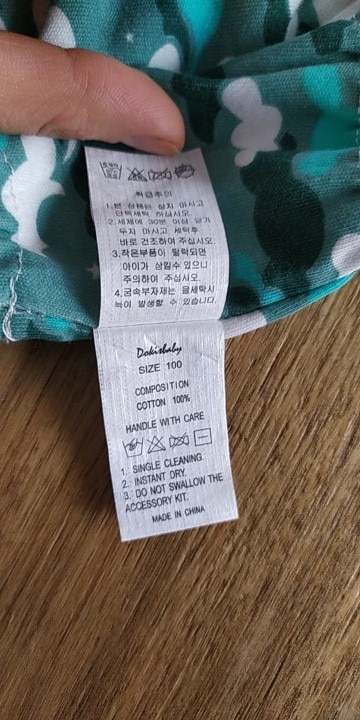 취급주의
1.본 상품은 삶지 마시고
단독세탁 하십시오.
2.세제에 30분 이상 담가
두지 마시고 세탁후
바로 건조하여 주십시오.
3.작은부품이 탈락되면
아이가 삼킬수 있으니
주의하여 주십시오.
4.금속부자재는 물세탁시
녹이 발생할 수 있습니다.
Dokisbaby
SIZE 100
COMPOSITION
COTTON 100%
HANDLE WITH CARE
1. SINGLE CLEANING.
2. INSTANT DRY.
3. DO NOT SWALLOW THE
ACCESSORY KIT.
MADE IN CHINA